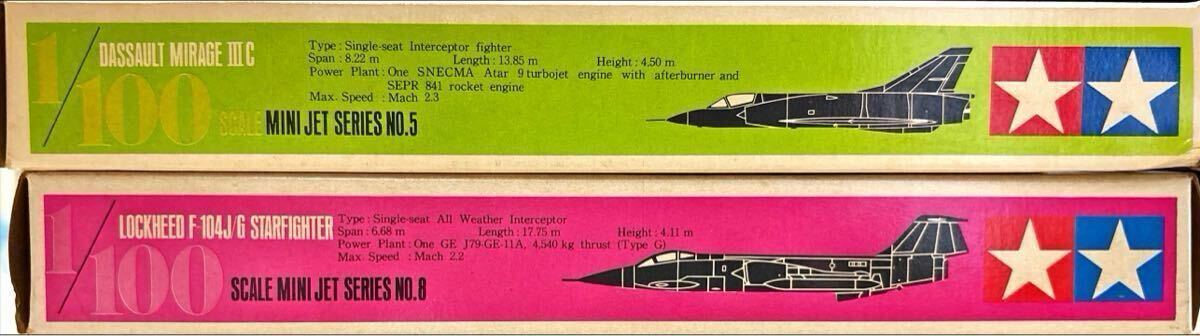 1/100
DASSAULT MIRAGE III C
SCALE MINI JET SERIES NO.5
Type : Single-seat Interceptor fighter
Span : 8.22 m Length : 13.85 m Height : 4.50 m
Power Plant : One SNECMA Atar 9 turbojet engine with afterburner and
SEPR 841 rocket engine
Max. Speed : Mach 2.3
1/100
LOCKHEED F-104J/G STARFIGHTER
SCALE MINI JET SERIES NO.8
Type : Single-seat All Weather Interceptor
Span : 6.68 m Length : 17.75 m Height : 4.11 m
Power Plant : One GE J79-GE-11A, 4,540 kg thrust (Type G)
Max. Speed : Mach 2.2